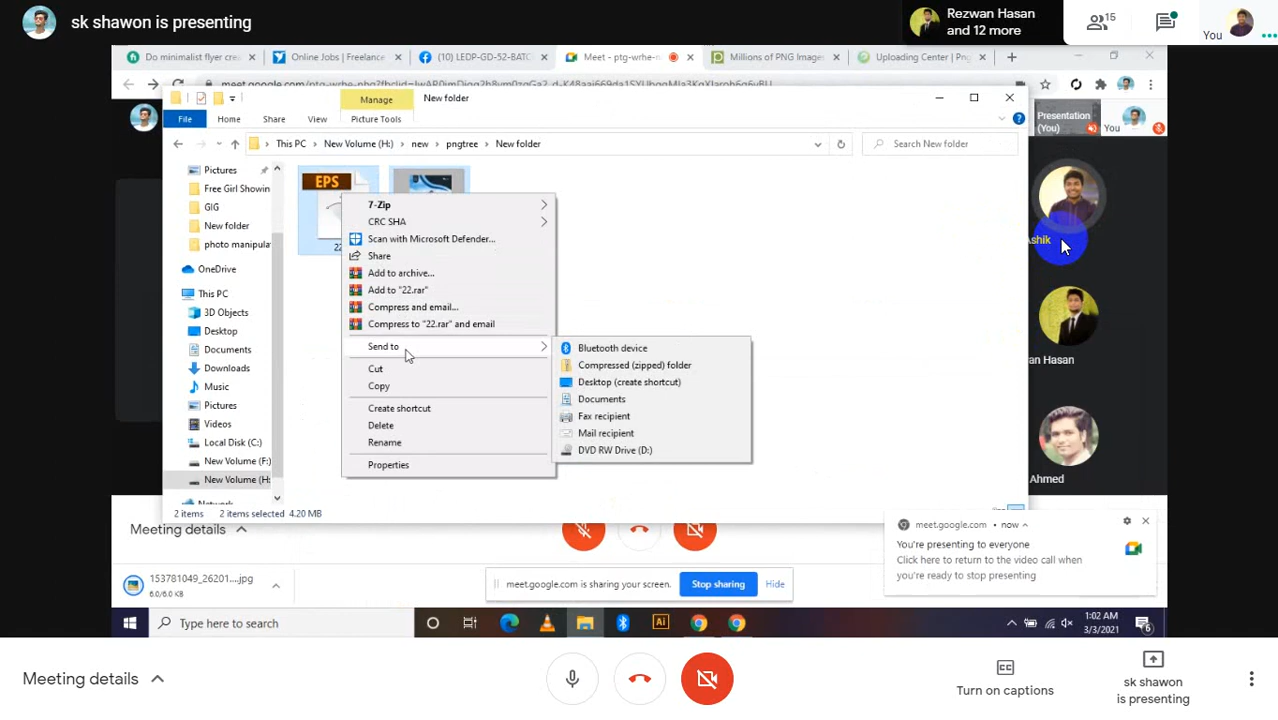 sk shawon is presenting
Rezwan Hasan
and 12 more
15
You
Do minimalist flyer crea
Online Jobs | Freelance
(10) LEDP-GD-52-BATC
Meet - ptg-wrhe-n
Millions of PNG Images
Uploading Center | Png
Manage
New folder
File
Home
Share
View
Picture Tools
Presentation
(You)
You
This PC
New Volume (H:)
new
pngtree
New folder
Search New folder
Pictures
Free Girl Showin
GIG
New folder
photo manipula
OneDrive
This PC
3D Objects
Desktop
Documents
Downloads
Music
Pictures
Videos
Local Disk (C:)
New Volume (F:)
New Volume (H:
Network
EPS
22
7-Zip
CRC SHA
Scan with Microsoft Defender...
Share
Add to archive...
Add to "22.rar"
Compress and email...
Compress to "22.rar" and email
Send to
Cut
Copy
Create shortcut
Delete
Rename
Properties
Bluetooth device
Compressed (zipped) folder
Desktop (create shortcut)
Documents
Fax recipient
Mail recipient
DVD RW Drive (D:)
Ashik
an Hasan
Ahmed
2 items
2 items selected 4.20 MB
Meeting details
meet.google.com • now
You're presenting to everyone
Click here to return to the video call when
you're ready to stop presenting
153781049_26201....jpg
6.0/6.0 KB
meet.google.com is sharing your screen.
Stop sharing
Hide
Type here to search
Ai
1:02 AM
3/3/2021
6
Meeting details
CC
Turn on captions
sk shawon
is presenting